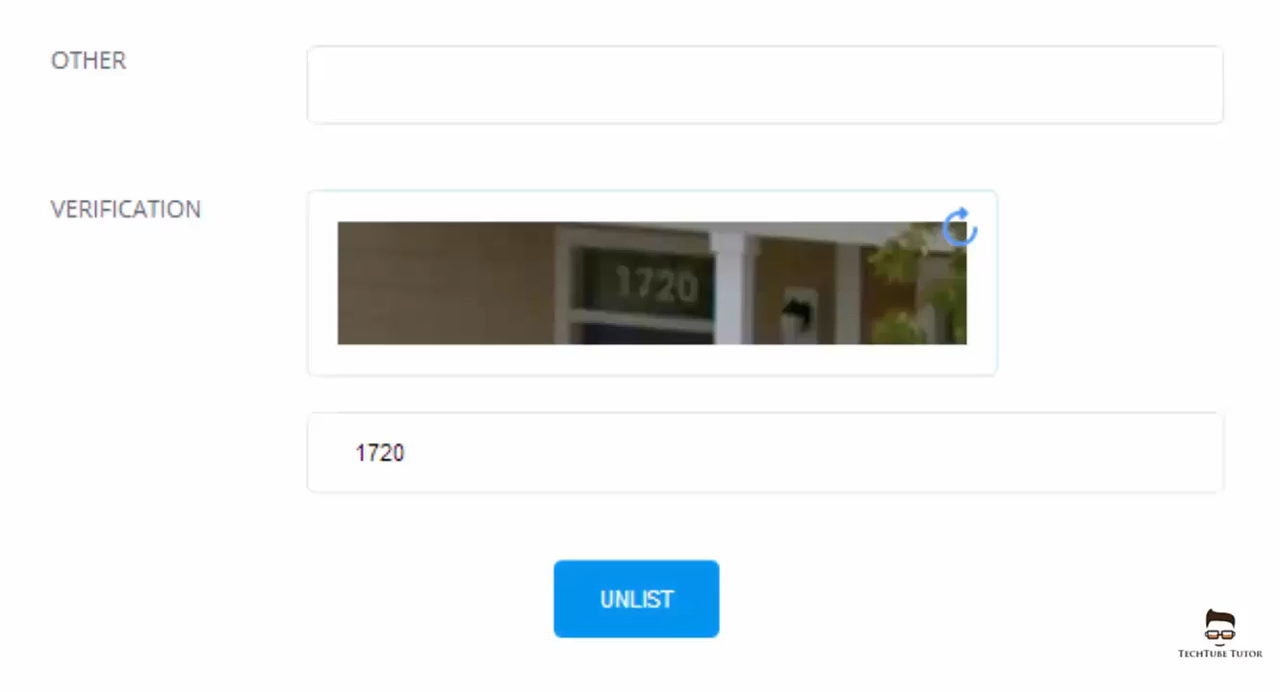 OTHER
VERIFICATION
1720
1720
UNLIST
TECHTUBE TUTOR